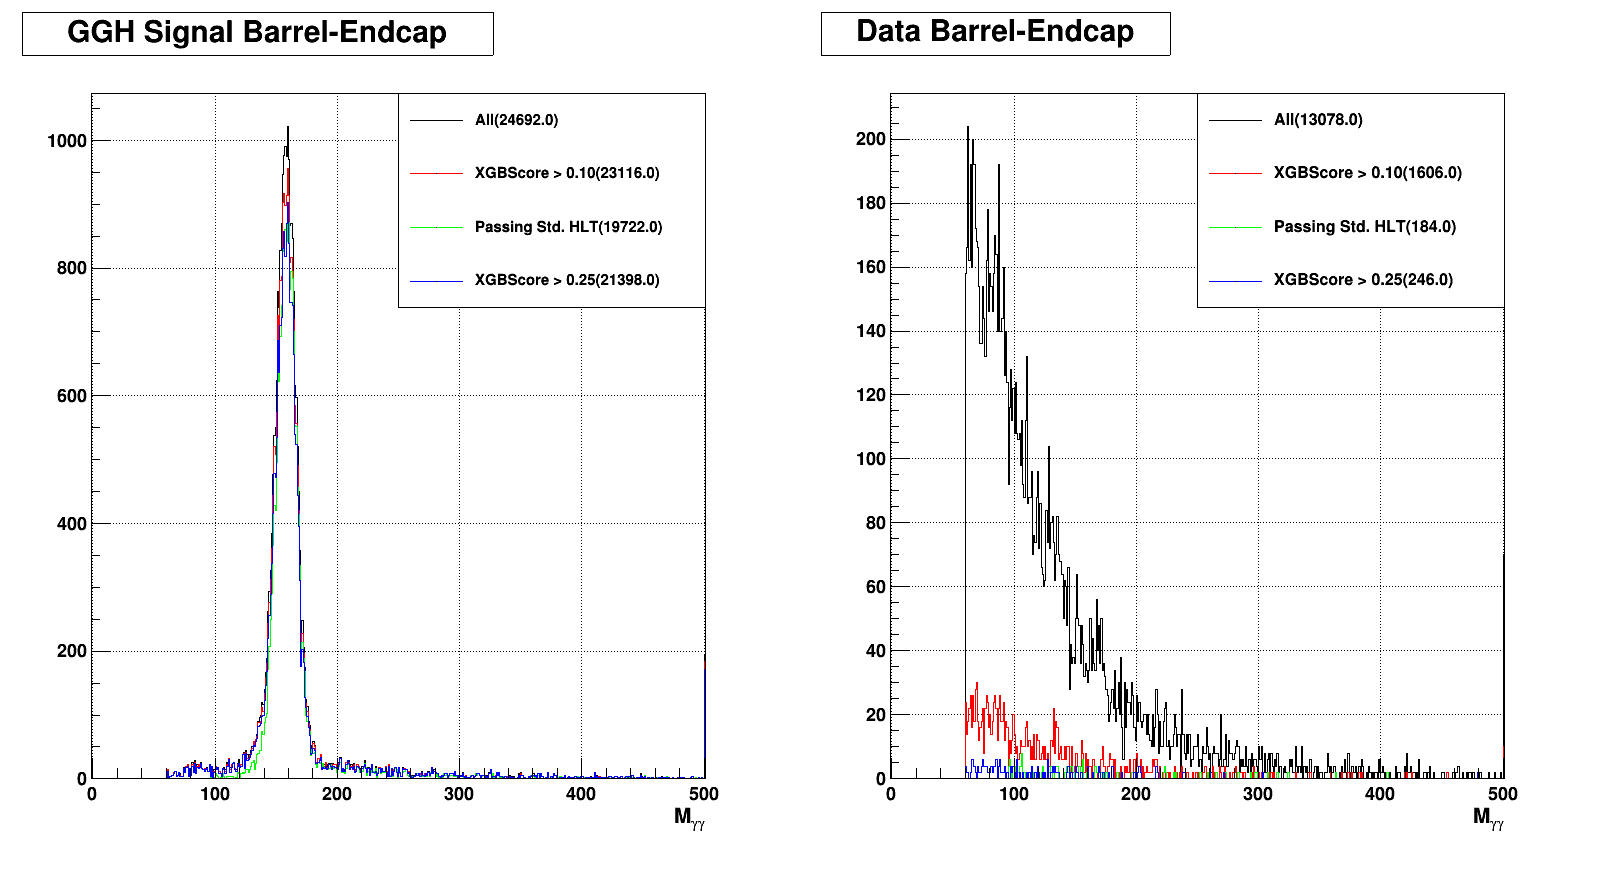 GGH Signal Barrel-Endcap
All(24692.0)
XGBScore > 0.10(23116.0)
Passing Std. HLT(19722.0)
XGBScore > 0.25(21398.0)
1000
800
600
400
200
0
0 100 200 300 400 500
Mγγ
Data Barrel-Endcap
All(13078.0)
XGBScore > 0.10(1606.0)
Passing Std. HLT(184.0)
XGBScore > 0.25(246.0)
200
180
160
140
120
100
80
60
40
20
0
0 100 200 300 400 500
Mγγ